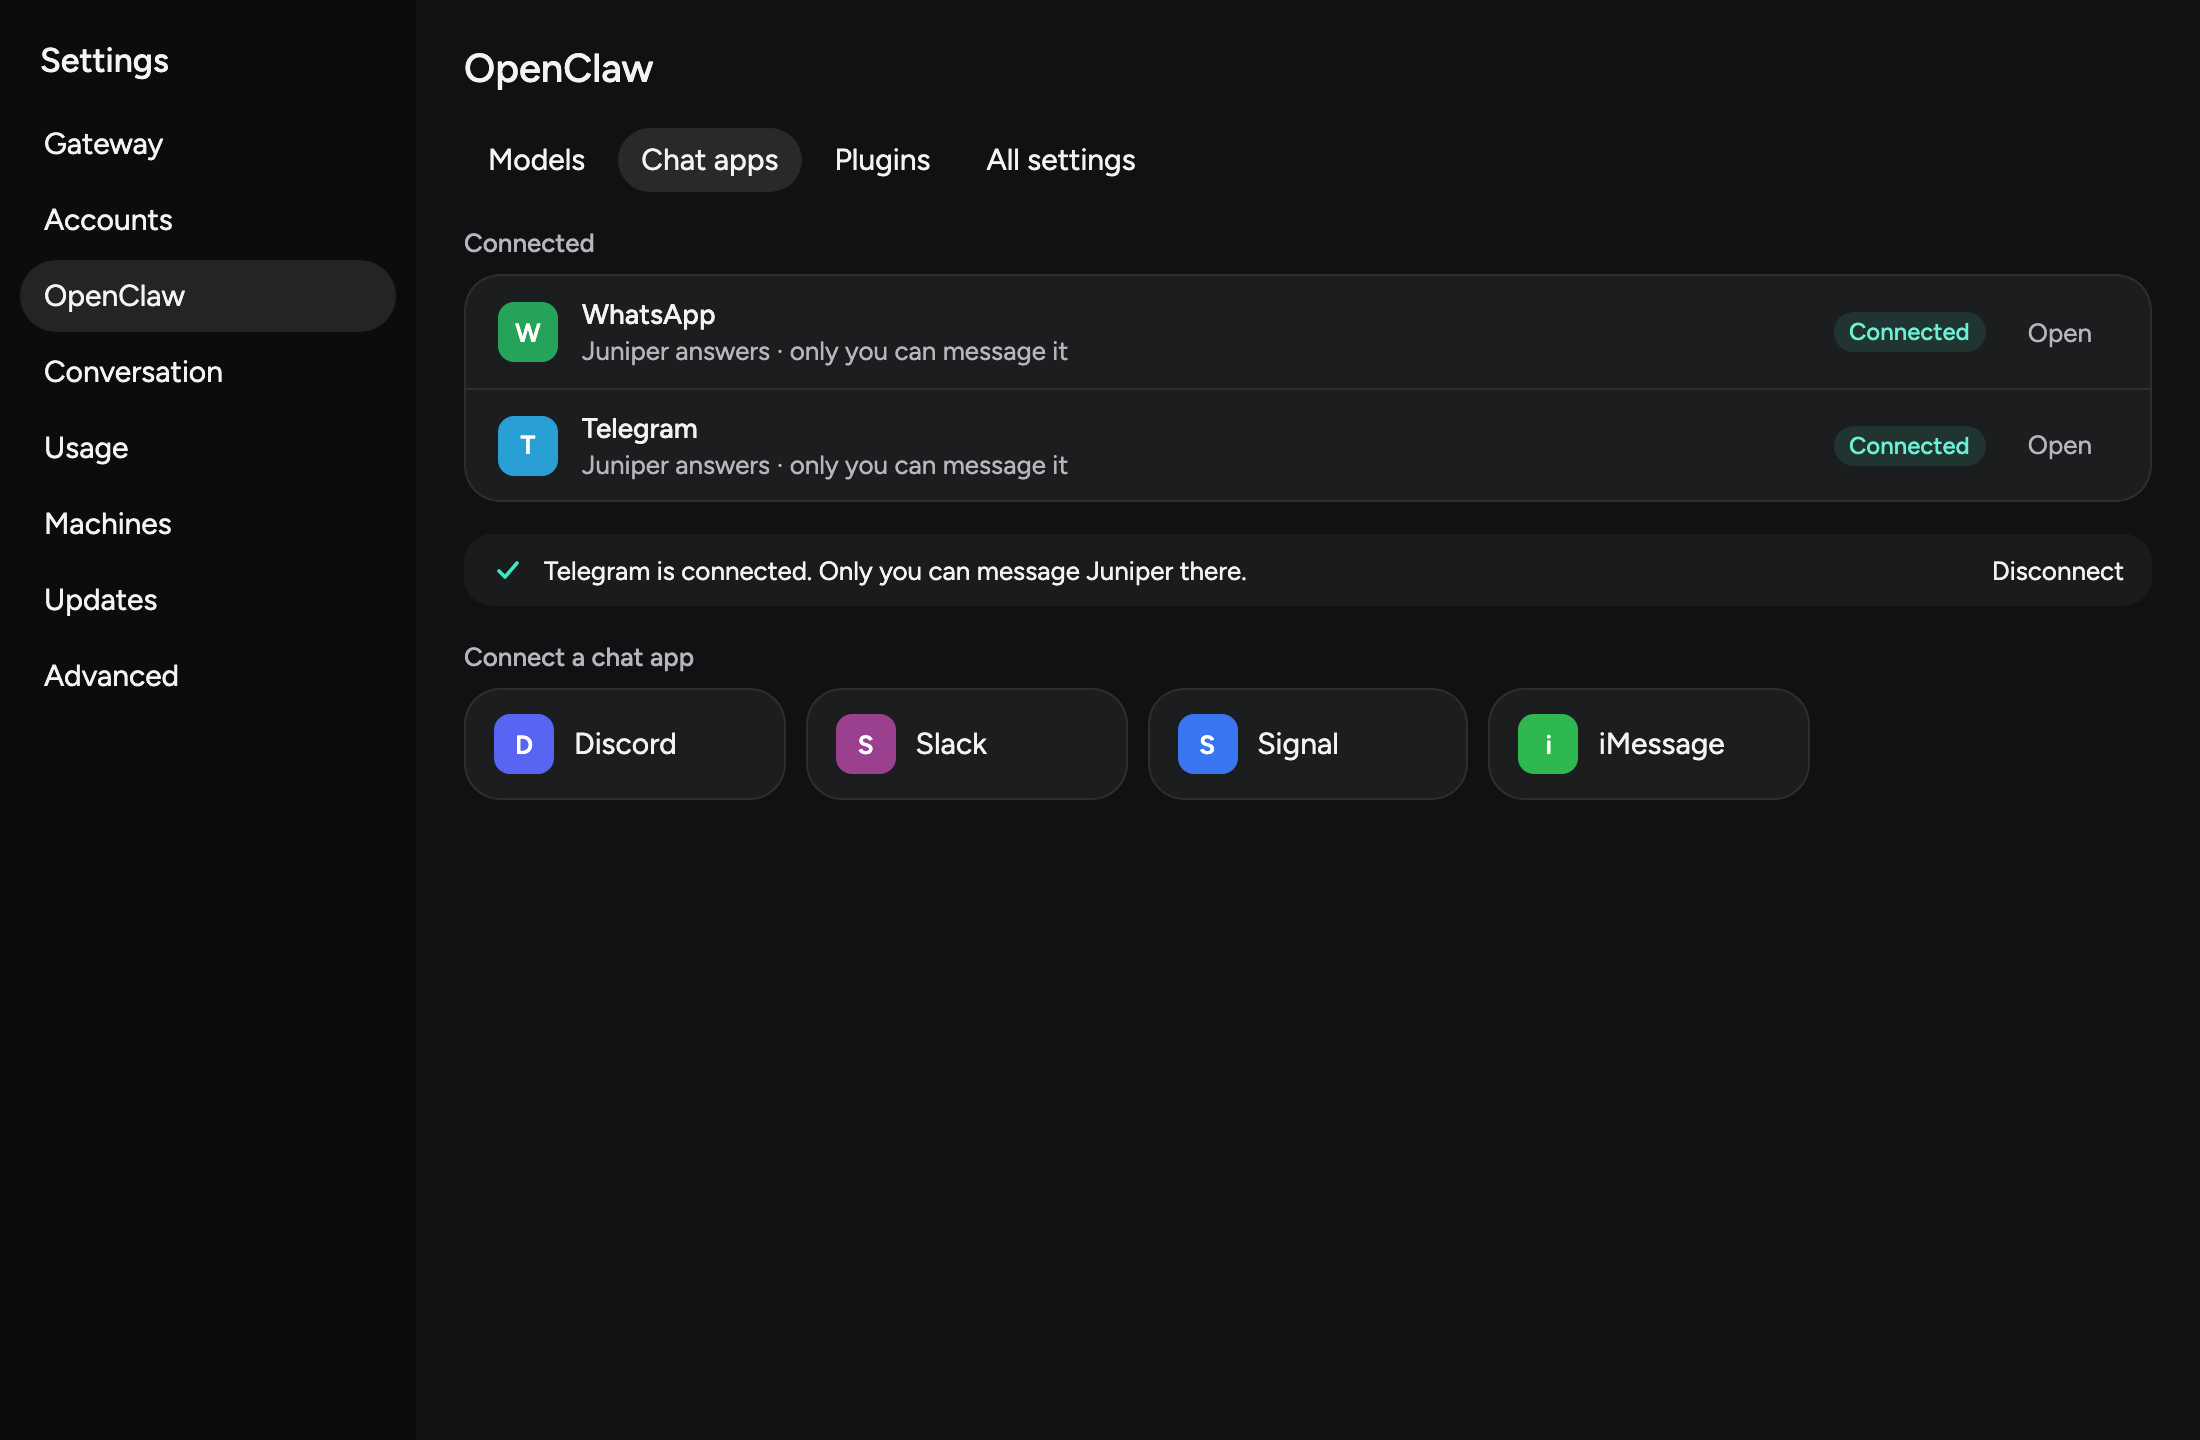 Settings
Gateway
Accounts
OpenClaw
Conversation
Usage
Machines
Updates
Advanced
OpenClaw
Models Chat apps Plugins All settings
Connected
W WhatsApp Connected Open
Juniper answers · only you can message it
T Telegram Connected Open
Juniper answers · only you can message it
Telegram is connected. Only you can message Juniper there. Disconnect
Connect a chat app
D Discord S Slack S Signal i iMessage